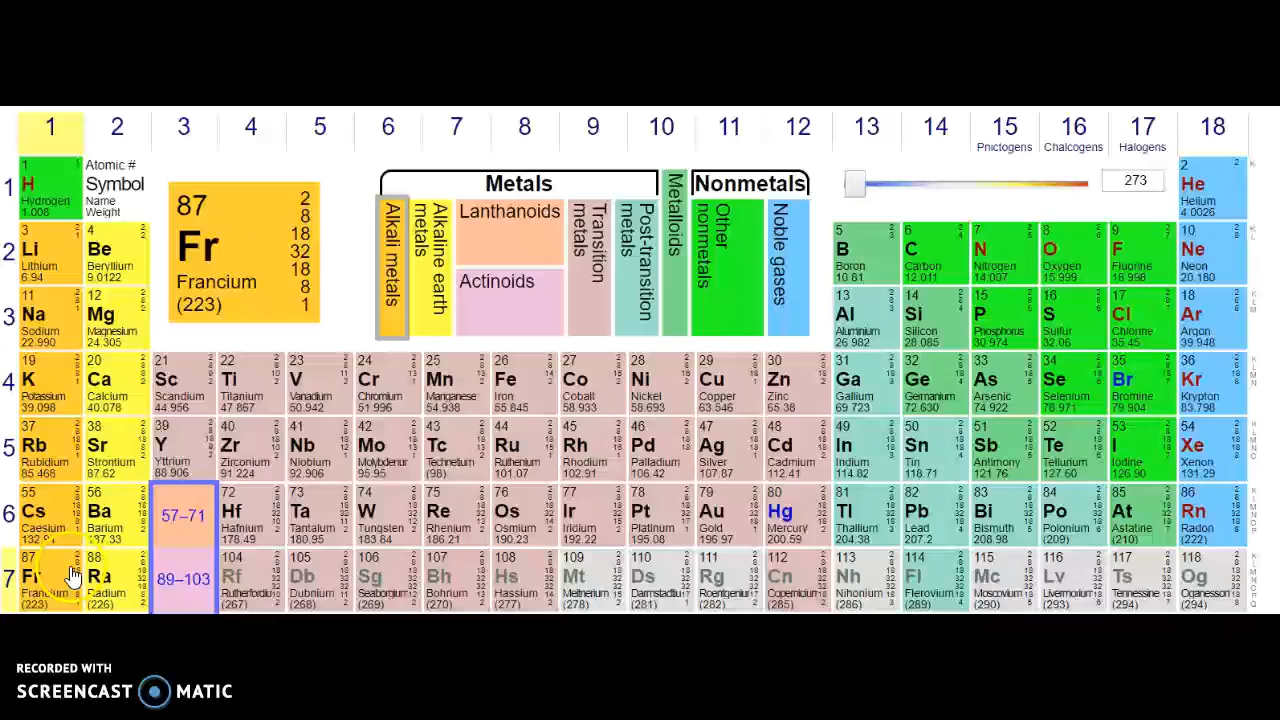 1 2 3 4 5 6 7 8 9 10 11 12 13 14 15 16 17 18
Pnictogens Chalcogens Halogens
1
1 1
H
Hydrogen
1.008
Atomic #
Symbol
Name
Weight
87
Fr
Francium
(223)
2
8
18
32
18
8
1
Metals
Metalloids
Nonmetals
Alkali metals
Alkaline earth metals
Lanthanoids
Actinoids
Transition metals
Post-transition metals
Other nonmetals
Noble gases
273
2
He
Helium
4.0026
K
2
3 Li Lithium 6.94
4 Be Beryllium 9.0122
5 B Boron 10.81
6 C Carbon 12.011
7 N Nitrogen 14.007
8 O Oxygen 15.999
9 F Fluorine 18.998
10 Ne Neon 20.180
3
11 Na Sodium 22.990
12 Mg Magnesium 24.305
13 Al Aluminium 26.982
14 Si Silicon 28.085
15 P Phosphorus 30.974
16 S Sulfur 32.06
17 Cl Chlorine 35.45
18 Ar Argon 39.948
4
19 K Potassium 39.098
20 Ca Calcium 40.078
21 Sc Scandium 44.956
22 Ti Titanium 47.867
23 V Vanadium 50.942
24 Cr Chromium 51.996
25 Mn Manganese 54.938
26 Fe Iron 55.845
27 Co Cobalt 58.933
28 Ni Nickel 58.693
29 Cu Copper 63.546
30 Zn Zinc 65.38
31 Ga Gallium 69.723
32 Ge Germanium 72.630
33 As Arsenic 74.922
34 Se Selenium 78.971
35 Br Bromine 79.904
36 Kr Krypton 83.798
5
37 Rb Rubidium 85.468
38 Sr Strontium 87.62
39 Y Yttrium 88.906
40 Zr Zirconium 91.224
41 Nb Niobium 92.906
42 Mo Molybdenur 95.95
43 Tc Technetiur (98)
44 Ru Ruthenium 101.07
45 Rh Rhodium 102.91
46 Pd Palladium 106.42
47 Ag Silver 107.87
48 Cd Cadmium 112.41
49 In Indium 114.82
50 Sn Tin 118.71
51 Sb Antimony 121.76
52 Te Tellurium 127.60
53 I Iodine 126.90
54 Xe Xenon 131.29
6
55 Cs Caesium
56 Ba Barium
57–71
72 Hf Hafnium 178.49
73 Ta Tantalum 180.95
74 W Tungsten 183.84
75 Re Rhenium 186.21
76 Os Osmium 190.23
77 Ir Iridium 192.22
78 Pt Platinum 195.08
79 Au Gold 196.97
80 Hg Mercury 200.59
81 Tl Thallium 204.38
82 Pb Lead 207.2
83 Bi Bismuth 208.98
84 Po Polonium (209)
85 At Astatine (210)
86 Rn Radon (222)
7
87 Fr Francium (223)
88 Ra Radium (226)
89–103
104 Rf Rutherfordiu (267)
105 Db Dubnium (268)
106 Sg Seaborgiun (269)
107 Bh Bohrium (270)
108 Hs Hassium (277)
109 Mt Meitnerium (278)
110 Ds Darmstadtiu (281)
111 Rg Roentgeniur (282)
112 Cn Copernicur (285)
113 Nh Nihonium (286)
114 Fl Flerovium (289)
115 Mc Moscovium (290)
116 Lv Livermoriur (293)
117 Ts Tennessine (294)
118 Og Oganesson (294)
RECORDED WITH
SCREENCAST MATIC